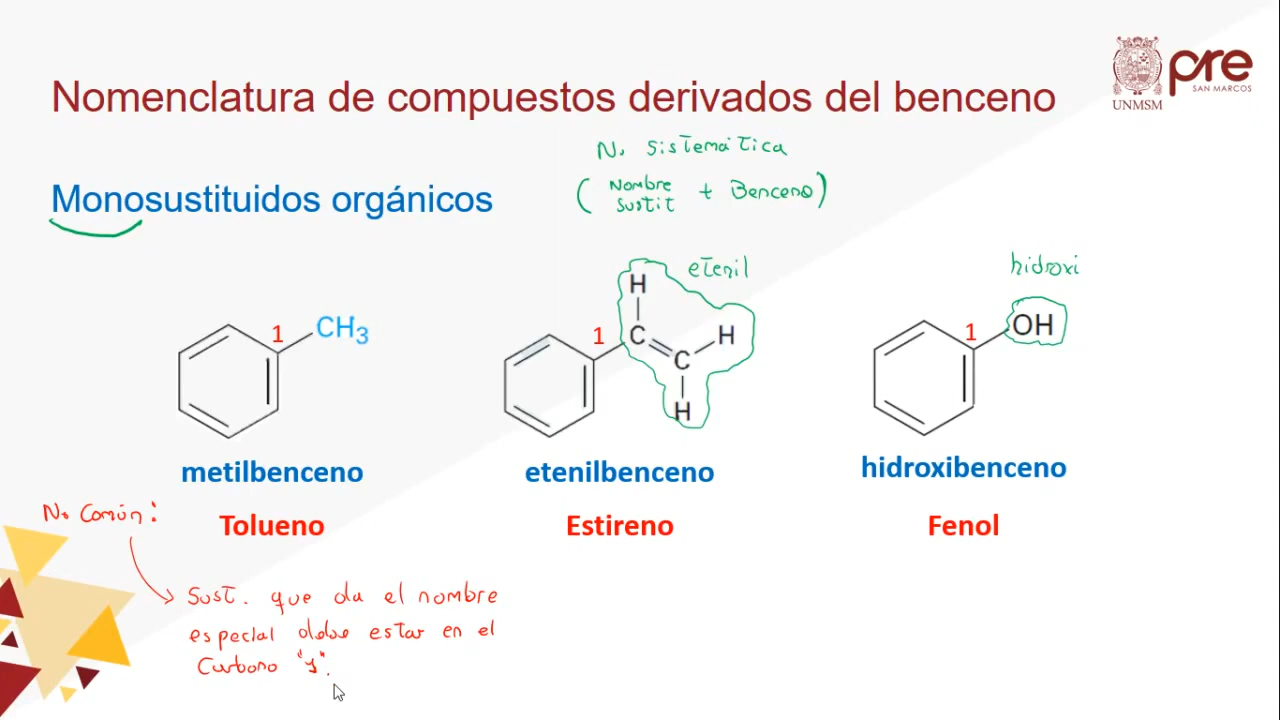 Nomenclatura de compuestos derivados del benceno
UNMSM
pre
SAN MARCOS
N. Sistemática
(Nombre Sustit + Benceno)
Monosustituidos orgánicos
etenil
hidroxi
1 CH3
1 H C H C H
1 OH
metilbenceno
etenilbenceno
hidroxibenceno
N. Común:
Tolueno
Estireno
Fenol
Sust. que da el nombre
especial debe estar en el
Carbono "1".